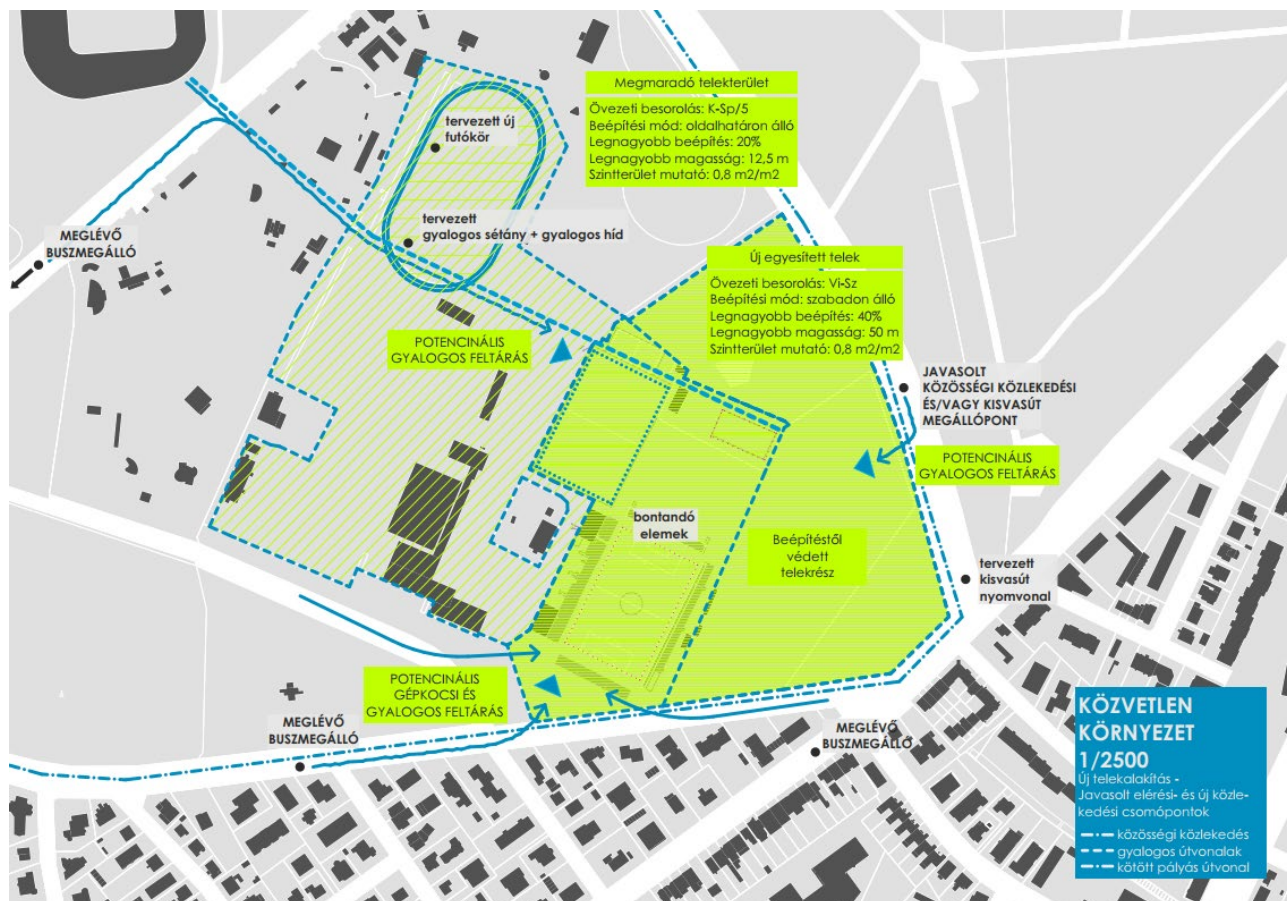 Megmaradó telekterület
Övezeti besorolás: K-Sp/5
Beépítési mód: oldalhatáron álló
Legnagyobb beépítés: 20%
Legnagyobb magasság: 12,5 m
Szintterület mutató: 0,8 m2/m2
tervezett új
futókör
tervezett
gyalogos sétány + gyalogos híd
MEGLÉVŐ
BUSZMEGÁLLÓ
Új egyesített telek
Övezeti besorolás: Vi-Sz
Beépítési mód: szabadon álló
Legnagyobb beépítés: 40%
Legnagyobb magasság: 50 m
Szintterület mutató: 0,8 m2/m2
POTENCINÁLIS
GYALOGOS FELTÁRÁS
JAVASOLT
KÖZÖSSÉGI KÖZLEKEDÉSI
ÉS/VAGY KISVASÚT
MEGÁLLÓPONT
POTENCINÁLIS
GYALOGOS FELTÁRÁS
bontandó
elemek
Beépítéstől
védett
telekrész
tervezett
kisvasút
nyomvonal
POTENCINÁLIS
GÉPKOCSI ÉS
GYALOGOS FELTÁRÁS
MEGLÉVŐ
BUSZMEGÁLLÓ
MEGLÉVŐ
BUSZMEGÁLLÓ
KÖZVETLEN
KÖRNYEZET
1/2500
Új telekalakítás -
Javasolt elérési- és új közle-
kedési csomópontok
közösségi közlekedés
gyalogos útvonalak
kötött pályás útvonal